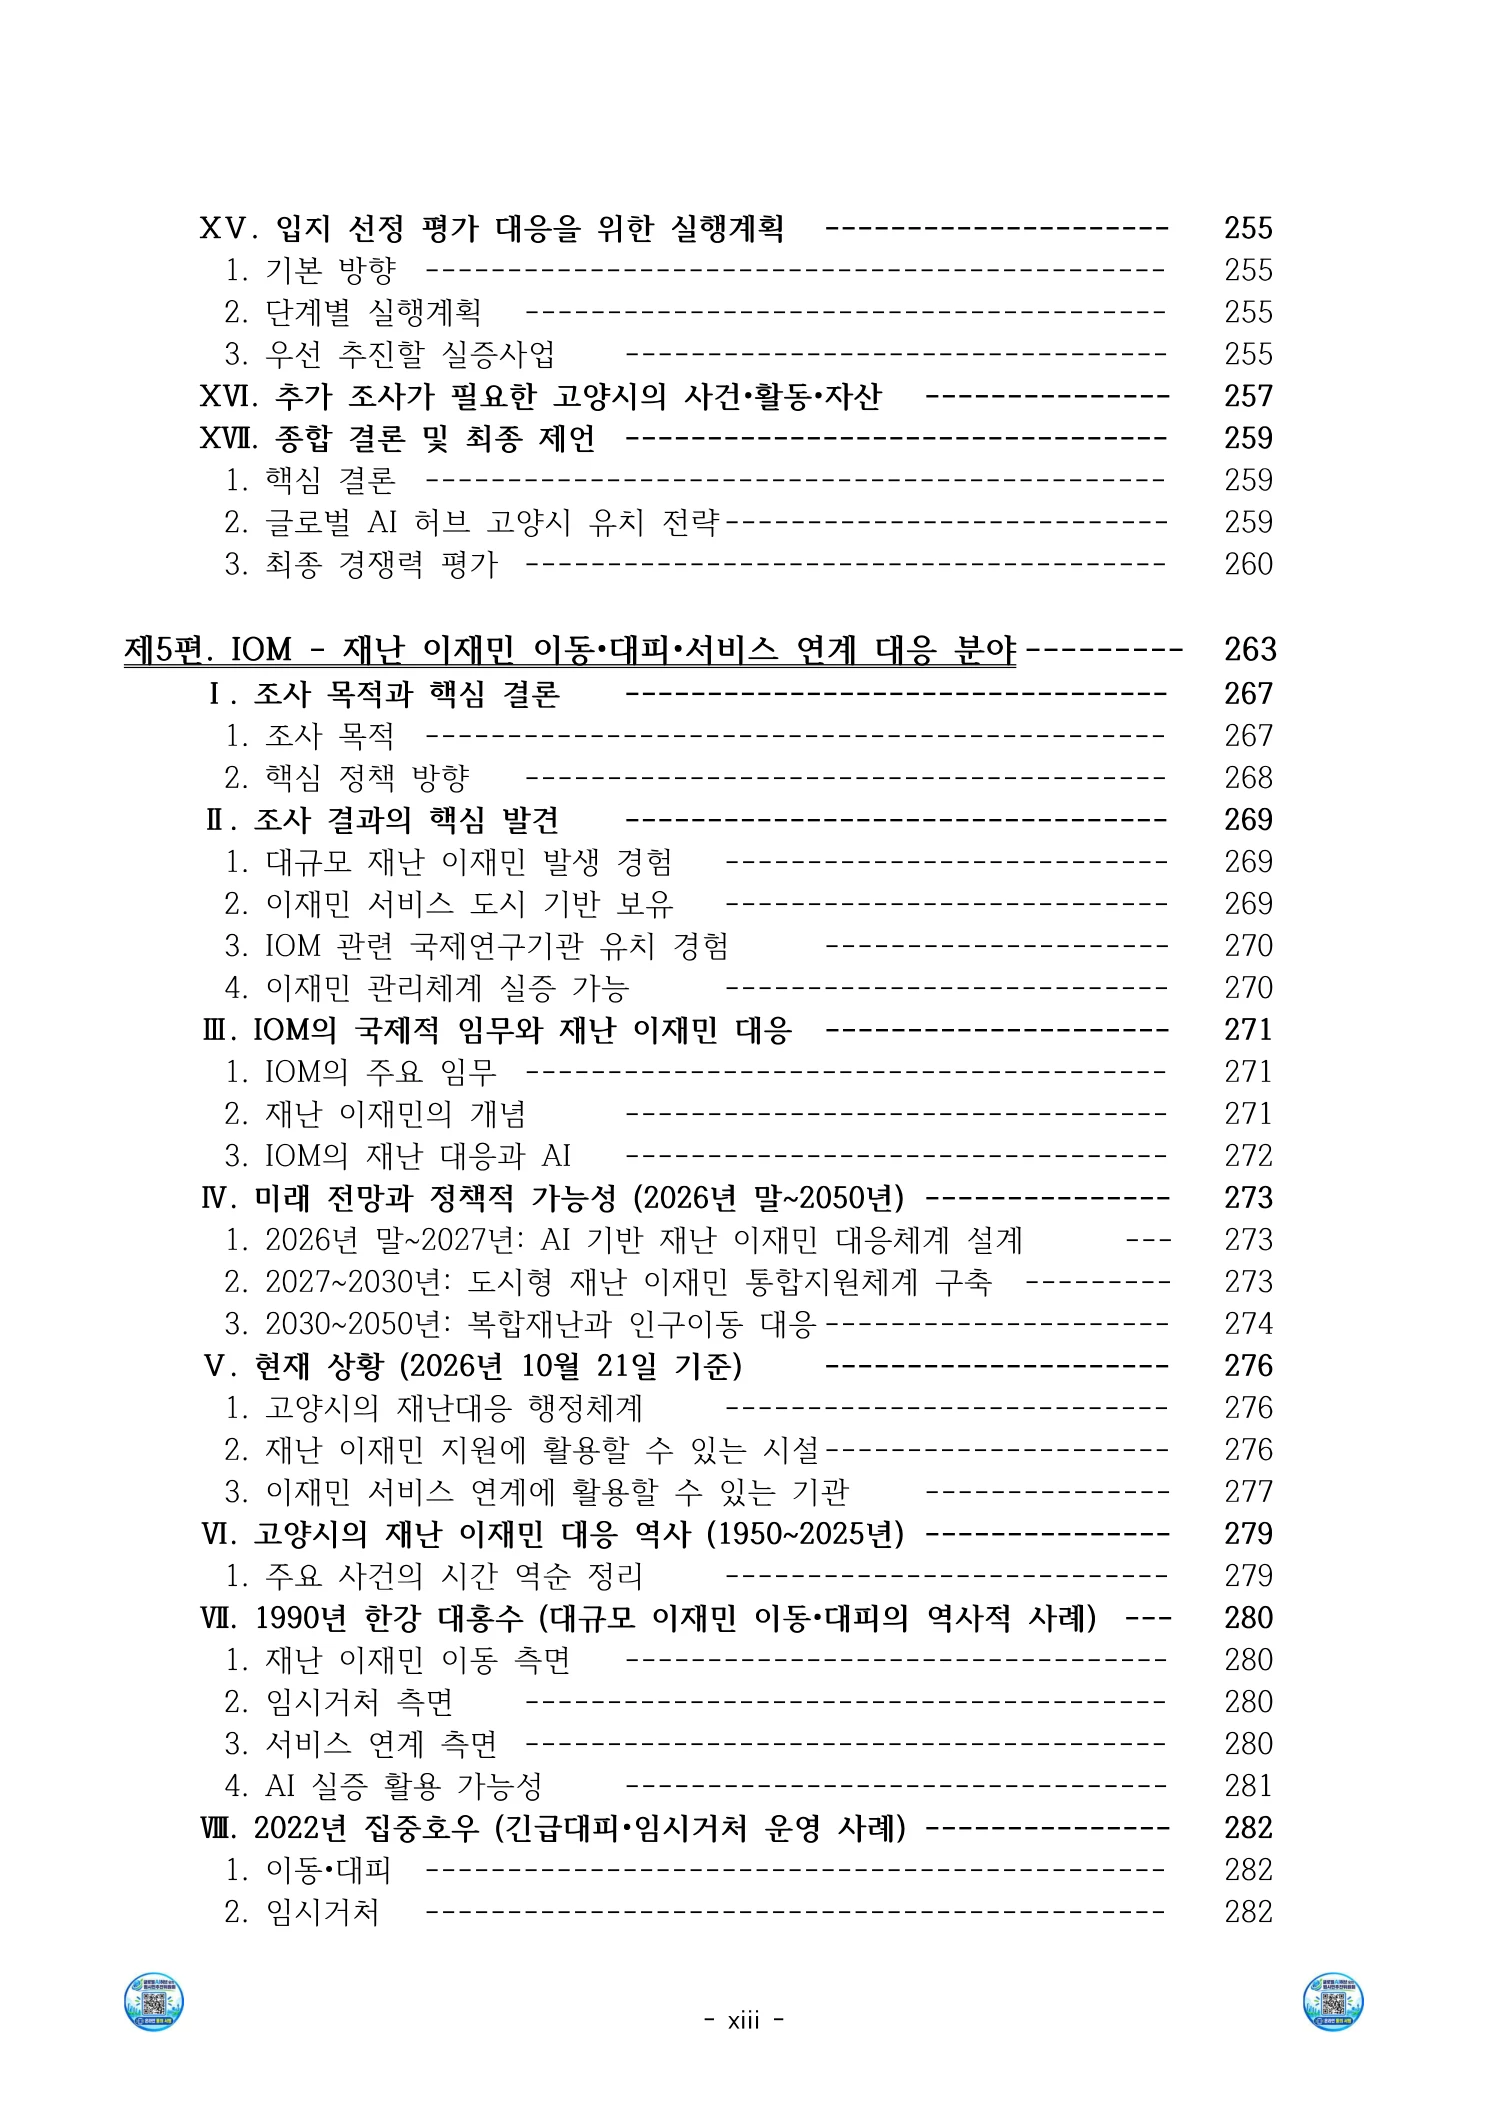 XV. 입지 선정 평가 대응을 위한 실행계획 --------------------- 255
1. 기본 방향 --------------------------------------------- 255
2. 단계별 실행계획 --------------------------------------- 255
3. 우선 추진할 실증사업 --------------------------------- 255
XVI. 추가 조사가 필요한 고양시의 사건•활동•자산 --------------- 257
XVII. 종합 결론 및 최종 제언 --------------------------------- 259
1. 핵심 결론 --------------------------------------------- 259
2. 글로벌 AI 허브 고양시 유치 전략--------------------------- 259
3. 최종 경쟁력 평가 --------------------------------------- 260
제5편. IOM - 재난 이재민 이동•대피•서비스 연계 대응 분야--------- 263
Ⅰ. 조사 목적과 핵심 결론 --------------------------------- 267
1. 조사 목적 --------------------------------------------- 267
2. 핵심 정책 방향 --------------------------------------- 268
Ⅱ. 조사 결과의 핵심 발견 --------------------------------- 269
1. 대규모 재난 이재민 발생 경험 --------------------------- 269
2. 이재민 서비스 도시 기반 보유 --------------------------- 269
3. IOM 관련 국제연구기관 유치 경험 --------------------- 270
4. 이재민 관리체계 실증 가능 --------------------------- 270
Ⅲ. IOM의 국제적 임무와 재난 이재민 대응 --------------------- 271
1. IOM의 주요 임무 --------------------------------------- 271
2. 재난 이재민의 개념 --------------------------------- 271
3. IOM의 재난 대응과 AI --------------------------------- 272
Ⅳ. 미래 전망과 정책적 가능성 (2026년 말~2050년) --------------- 273
1. 2026년 말~2027년: AI 기반 재난 이재민 대응체계 설계 --- 273
2. 2027~2030년: 도시형 재난 이재민 통합지원체계 구축 --------- 273
3. 2030~2050년: 복합재난과 인구이동 대응--------------------- 274
Ⅴ. 현재 상황 (2026년 10월 21일 기준) --------------------- 276
1. 고양시의 재난대응 행정체계 --------------------------- 276
2. 재난 이재민 지원에 활용할 수 있는 시설--------------------- 276
3. 이재민 서비스 연계에 활용할 수 있는 기관 --------------- 277
Ⅵ. 고양시의 재난 이재민 대응 역사 (1950~2025년) --------------- 279
1. 주요 사건의 시간 역순 정리 --------------------------- 279
Ⅶ. 1990년 한강 대홍수 (대규모 이재민 이동•대피의 역사적 사례) --- 280
1. 재난 이재민 이동 측면 --------------------------------- 280
2. 임시거처 측면 --------------------------------------- 280
3. 서비스 연계 측면 --------------------------------------- 280
4. AI 실증 활용 가능성 --------------------------------- 281
Ⅷ. 2022년 집중호우 (긴급대피•임시거처 운영 사례) --------------- 282
1. 이동•대피 --------------------------------------------- 282
2. 임시거처 --------------------------------------------- 282
- xiii -